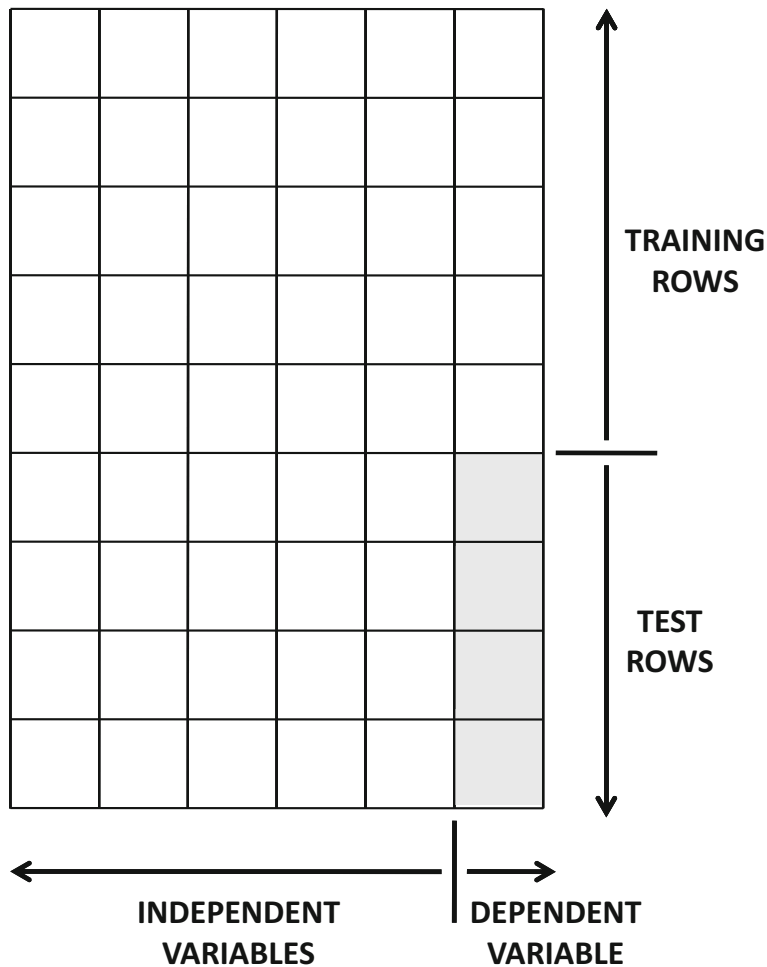 TRAINING
ROWS
TEST
ROWS
INDEPENDENT
VARIABLES
DEPENDENT
VARIABLE